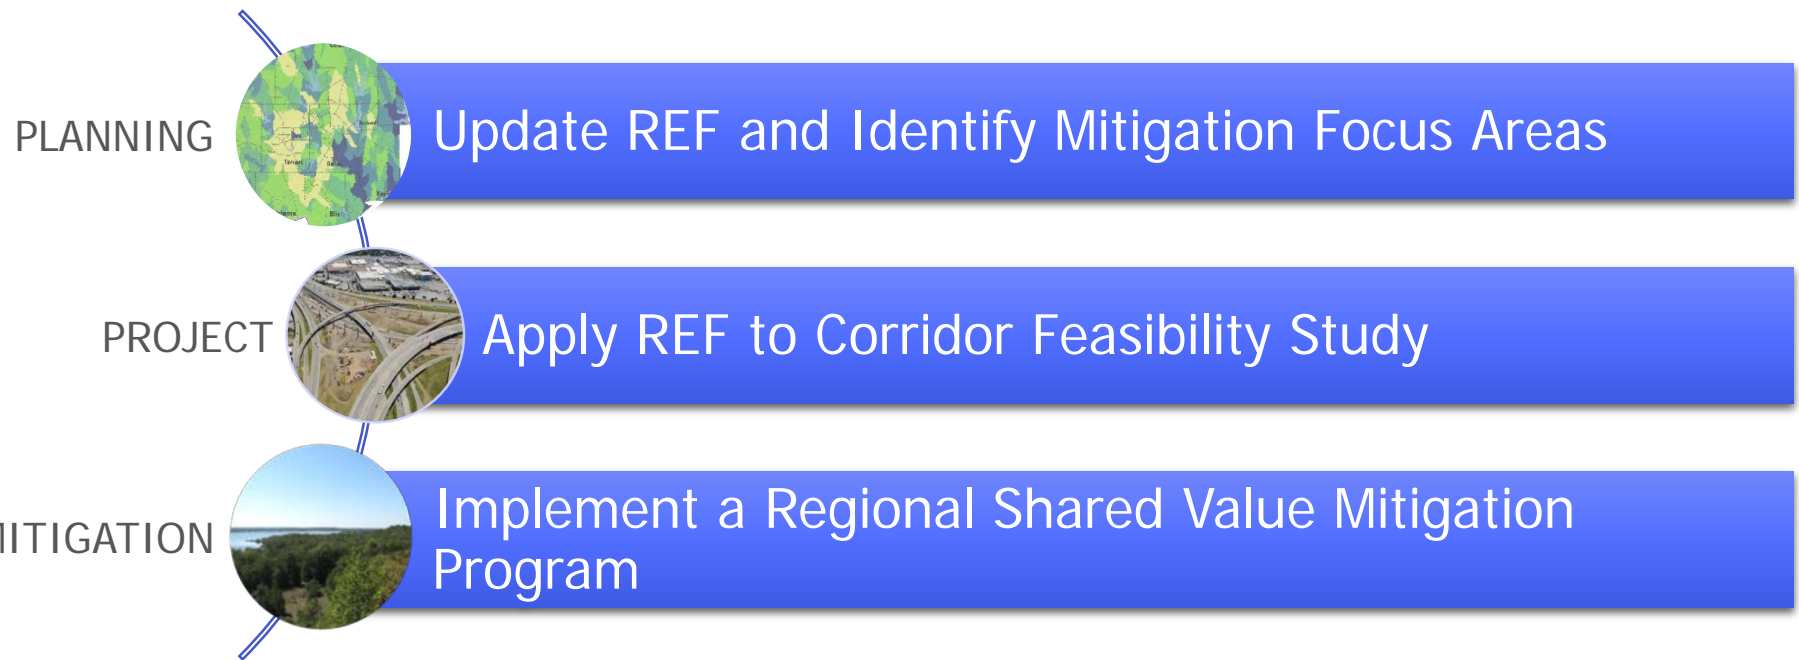 PLANNING
Update REF and Identify Mitigation Focus Areas
PROJECT
Apply REF to Corridor Feasibility Study
MITIGATION
Implement a Regional Shared Value Mitigation
Program